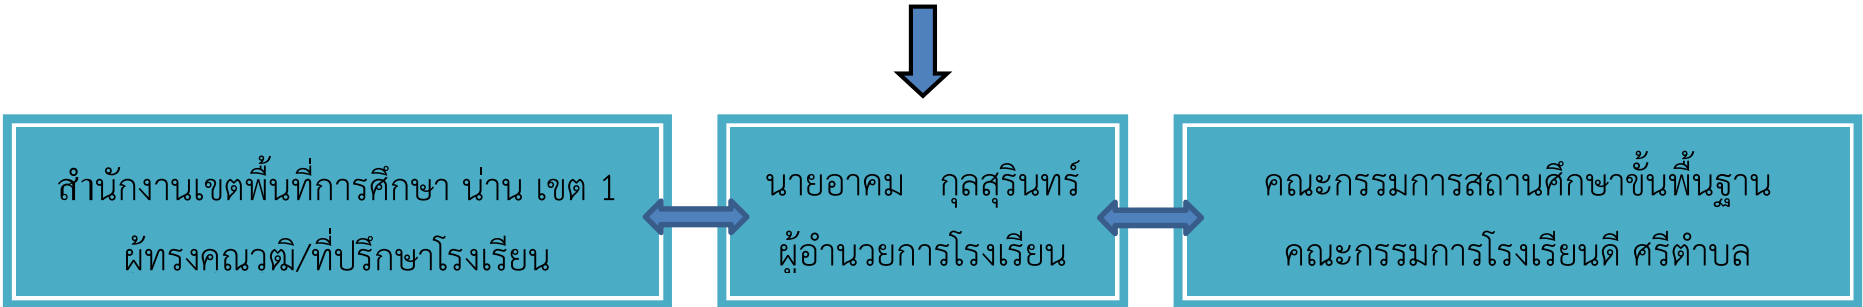 สำนักงานเขตพื้นที่การศึกษา น่าน เขต 1
ผู้ทรงคุณวุฒิ/ที่ปรึกษาโรงเรียน
นายอาคม กุลสุรินทร์
ผู้อำนวยการโรงเรียน
คณะกรรมการสถานศึกษาขั้นพื้นฐาน
คณะกรรมการโรงเรียนดี ศรีตำบล